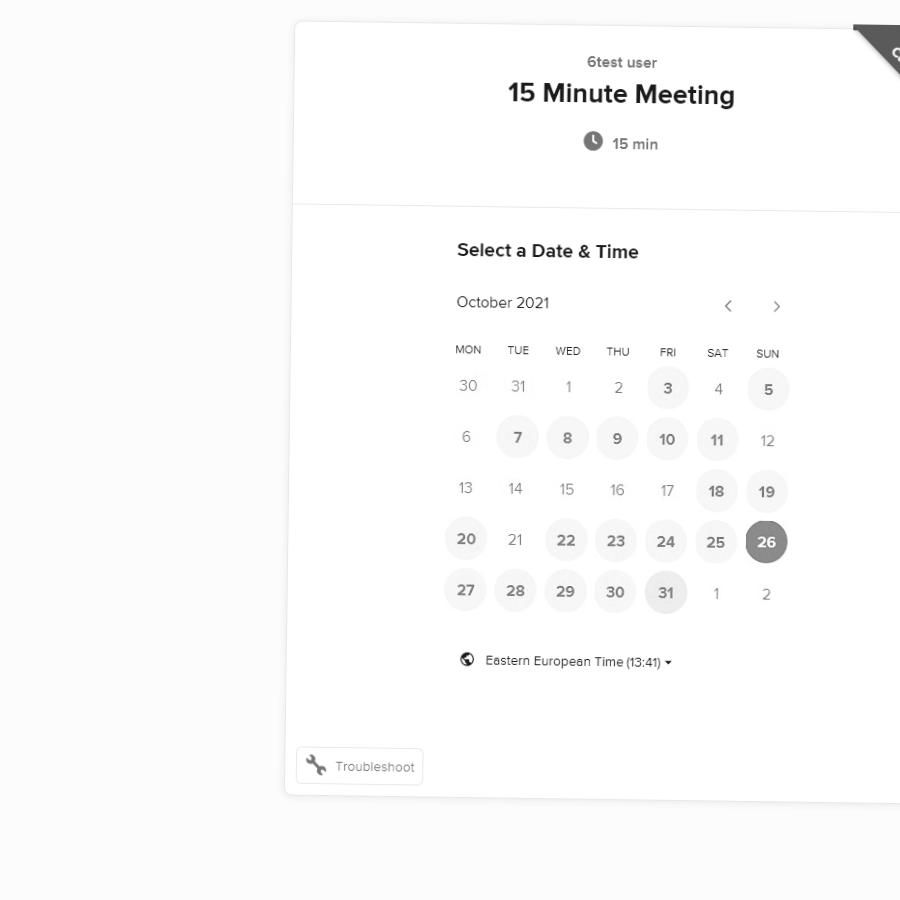 6test user
15 Minute Meeting
15 min
Select a Date & Time
October 2021
MON TUE WED THU FRI SAT SUN
30 31 1 2 3 4 5
6 7 8 9 10 11 12
13 14 15 16 17 18 19
20 21 22 23 24 25 26
27 28 29 30 31 1 2
Eastern European Time (13:41)
Troubleshoot